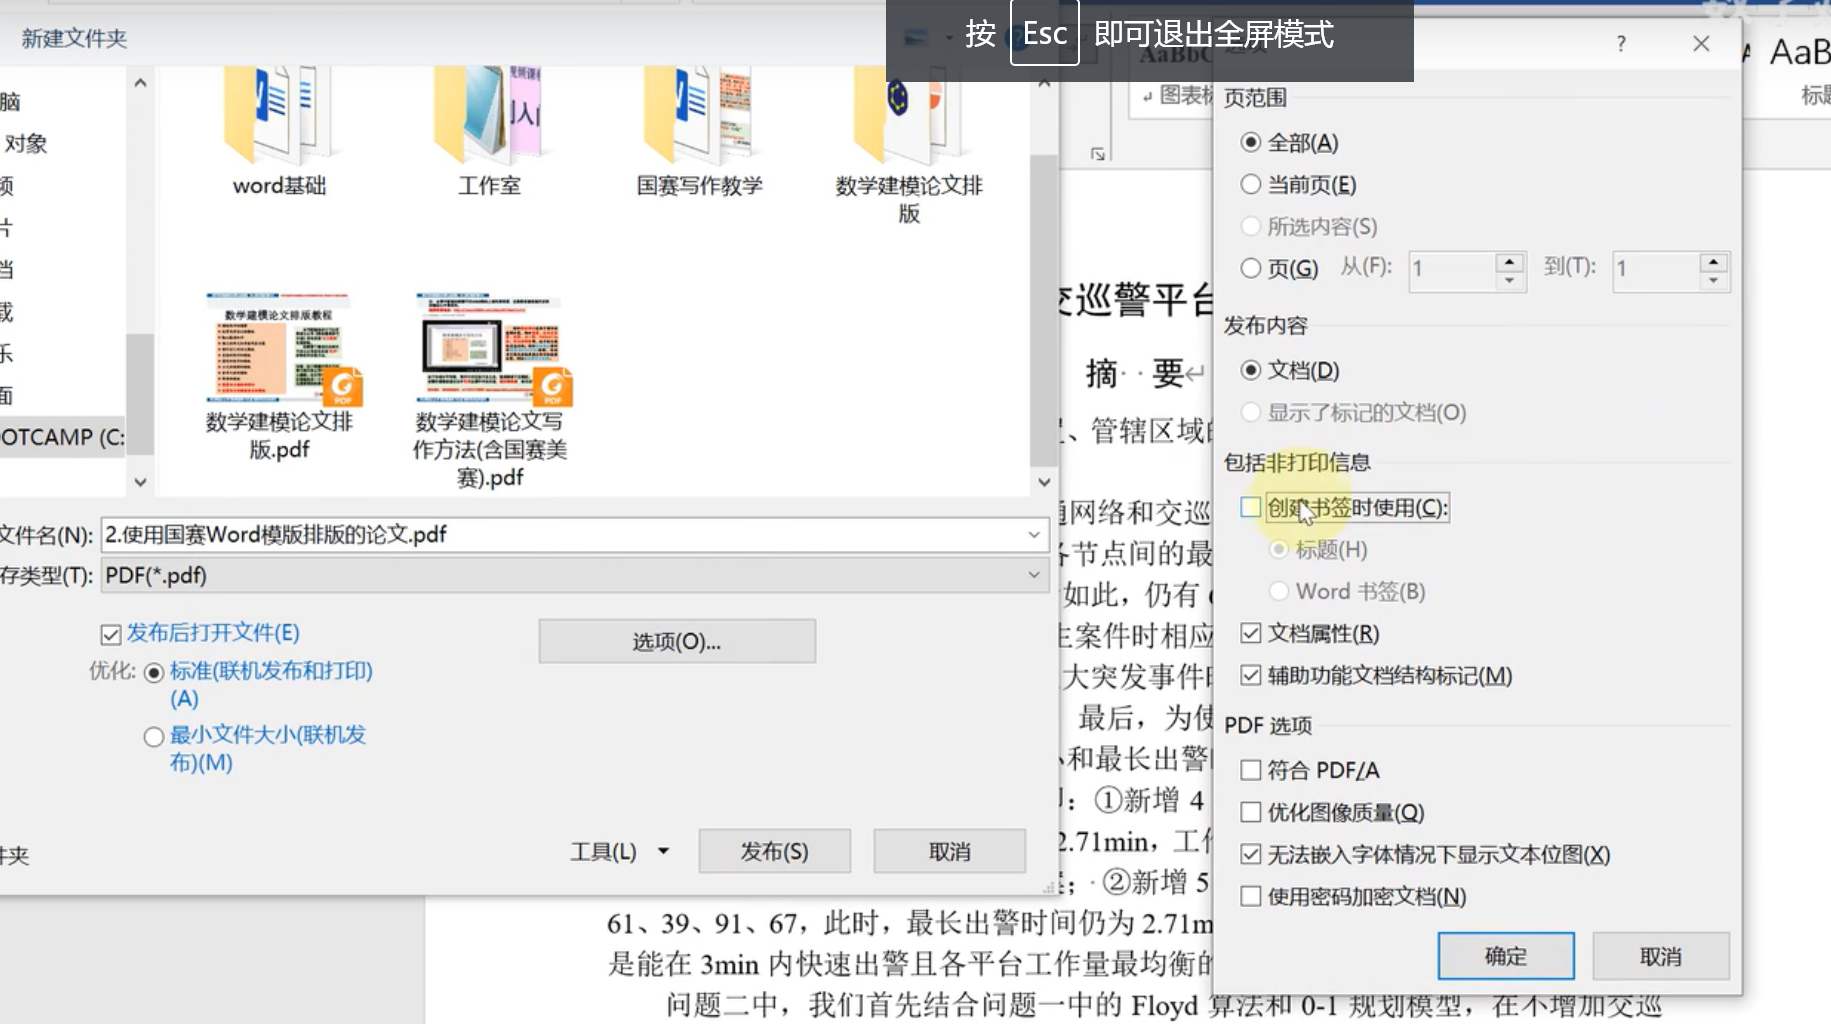 按 Esc 即可退出全屏模式
新建文件夹
脑
对象
频
片
档
载
乐
面
OOTCAMP (C:
word基础
工作室
国赛写作教学
数学建模论文排
版
数学建模论文排版教程
数学建模论文排
版.pdf
数学建模论文写
作方法(含国赛美
赛).pdf
文件名(N):
2.使用国赛Word模版排版的论文.pdf
存类型(T):
PDF(*.pdf)
发布后打开文件(E)
优化:
标准(联机发布和打印)
(A)
最小文件大小(联机发
布)(M)
选项(O)...
件夹
工具(L)
发布(S)
取消
AaBbC
图表标
AaB
标题
交巡警平台
摘·· 要↵
、管辖区域的
通网络和交巡
各节点间的最
如此，仍有
生案件时相应
大突发事件
最后，为使
和最长出警
：①新增 4
2.71min，工作
；·②新增 5
61、39、91、67，此时，最长出警时间仍为 2.71m
是能在 3min 内快速出警且各平台工作量最均衡的
问题二中，我们首先结合问题一中的 Floyd 算法和 0-1 规划模型，在不增加交巡
?
页范围
全部(A)
当前页(E)
所选内容(S)
页(G) 从(F): 1 到(T): 1
发布内容
文档(D)
显示了标记的文档(O)
包括非打印信息
创建书签时使用(C):
标题(H)
Word 书签(B)
文档属性(R)
辅助功能文档结构标记(M)
PDF 选项
符合 PDF/A
优化图像质量(Q)
无法嵌入字体情况下显示文本位图(X)
使用密码加密文档(N)
确定
取消